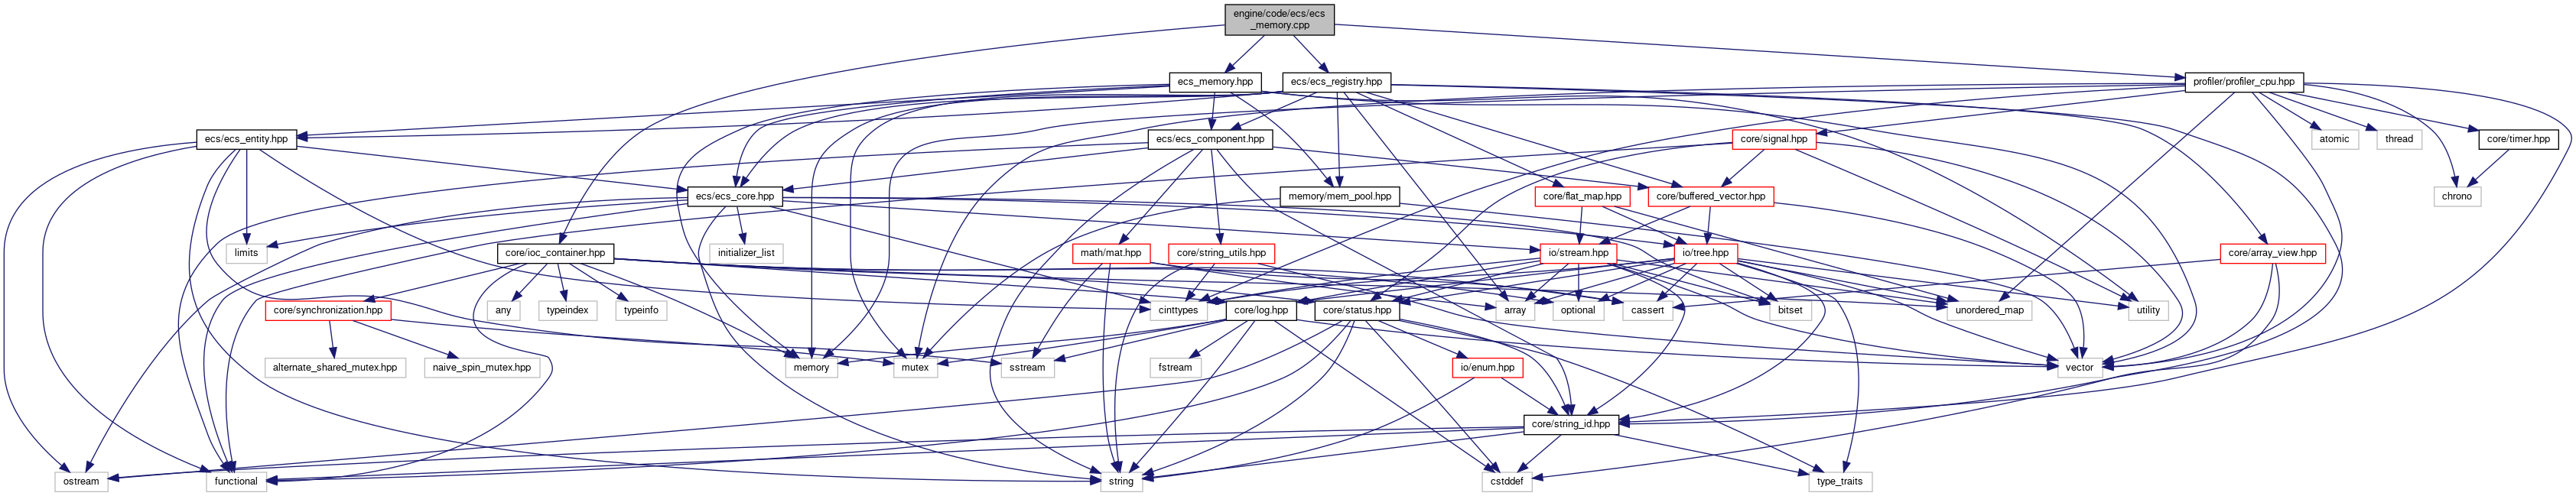 engine/code/ecs/ecs
_memory.cpp
ecs_memory.hpp
ecs/ecs_registry.hpp
profiler/profiler_cpu.hpp
ecs/ecs_entity.hpp
ecs/ecs_component.hpp
core/signal.hpp
atomic
thread
core/timer.hpp
ecs/ecs_core.hpp
memory/mem_pool.hpp
core/flat_map.hpp
core/buffered_vector.hpp
chrono
limits
core/ioc_container.hpp
initializer_list
math/mat.hpp
core/string_utils.hpp
io/stream.hpp
io/tree.hpp
core/array_view.hpp
core/synchronization.hpp
any
typeindex
typeinfo
cinttypes
core/log.hpp
core/status.hpp
array
optional
cassert
bitset
unordered_map
utility
alternate_shared_mutex.hpp
naive_spin_mutex.hpp
memory
mutex
sstream
fstream
io/enum.hpp
vector
core/string_id.hpp
ostream
functional
string
cstddef
type_traits